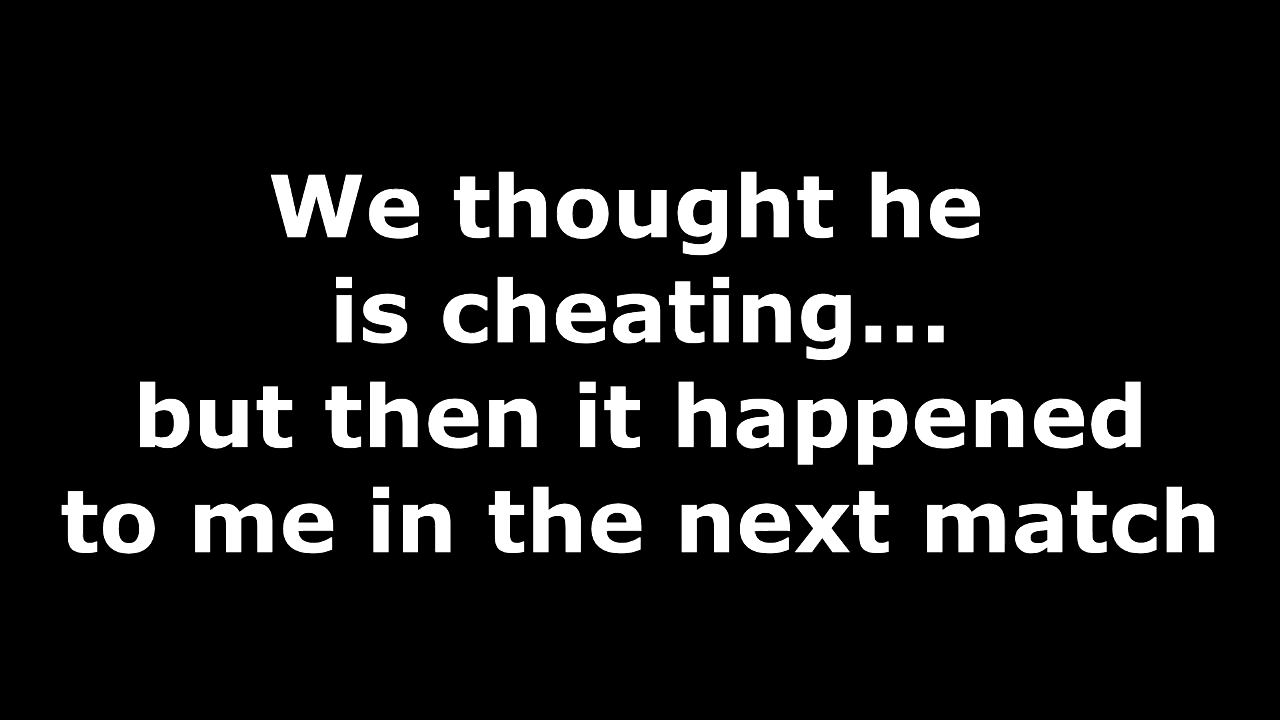 We thought he
is cheating...
but then it happened
to me in the next match